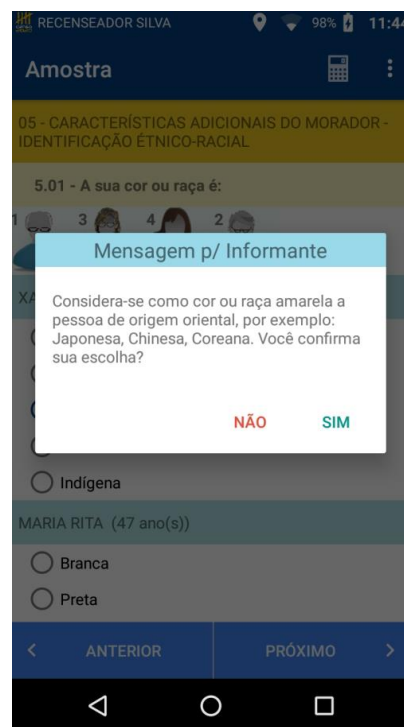 RECENSEADOR SILVA 98% 11:44
Amostra
05 - CARACTERÍSTICAS ADICIONAIS DO MORADOR -
IDENTIFICAÇÃO ÉTNICO-RACIAL
5.01 - A sua cor ou raça é:
1 3 4 2
Mensagem p/ Informante
XA
Considera-se como cor ou raça amarela a
pessoa de origem oriental, por exemplo:
Japonesa, Chinesa, Coreana. Você confirma
sua escolha?
NÃO SIM
Indígena
MARIA RITA (47 ano(s))
Branca
Preta
< ANTERIOR PRÓXIMO >